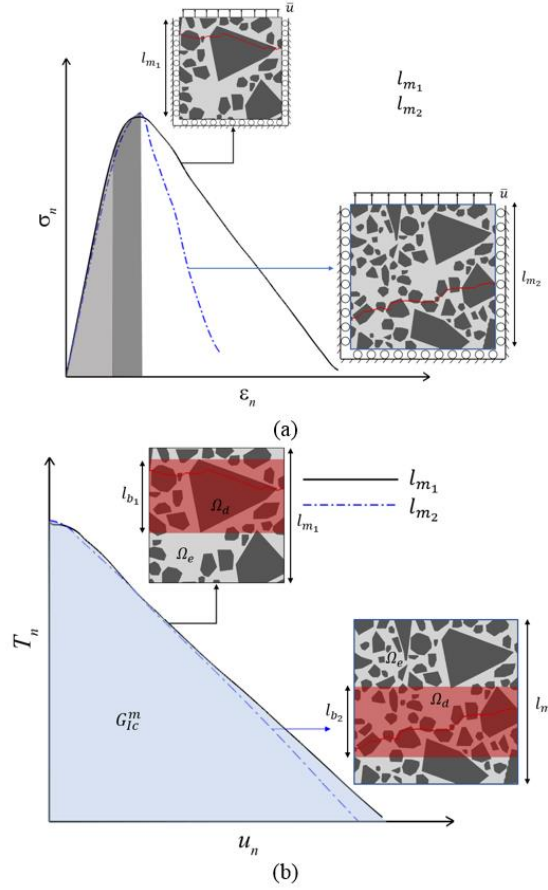 ū
l_{m_1}
l_{m_1}
l_{m_2}
σ_n
ū
l_{m_2}
ε_n
(a)
l_{b_1}
Ω_d
Ω_e
l_{m_1}
l_{m_1}
l_{m_2}
T_n
G_{Ic}^m
Ω_e
Ω_d
l_{b_2}
l_m
u_n
(b)